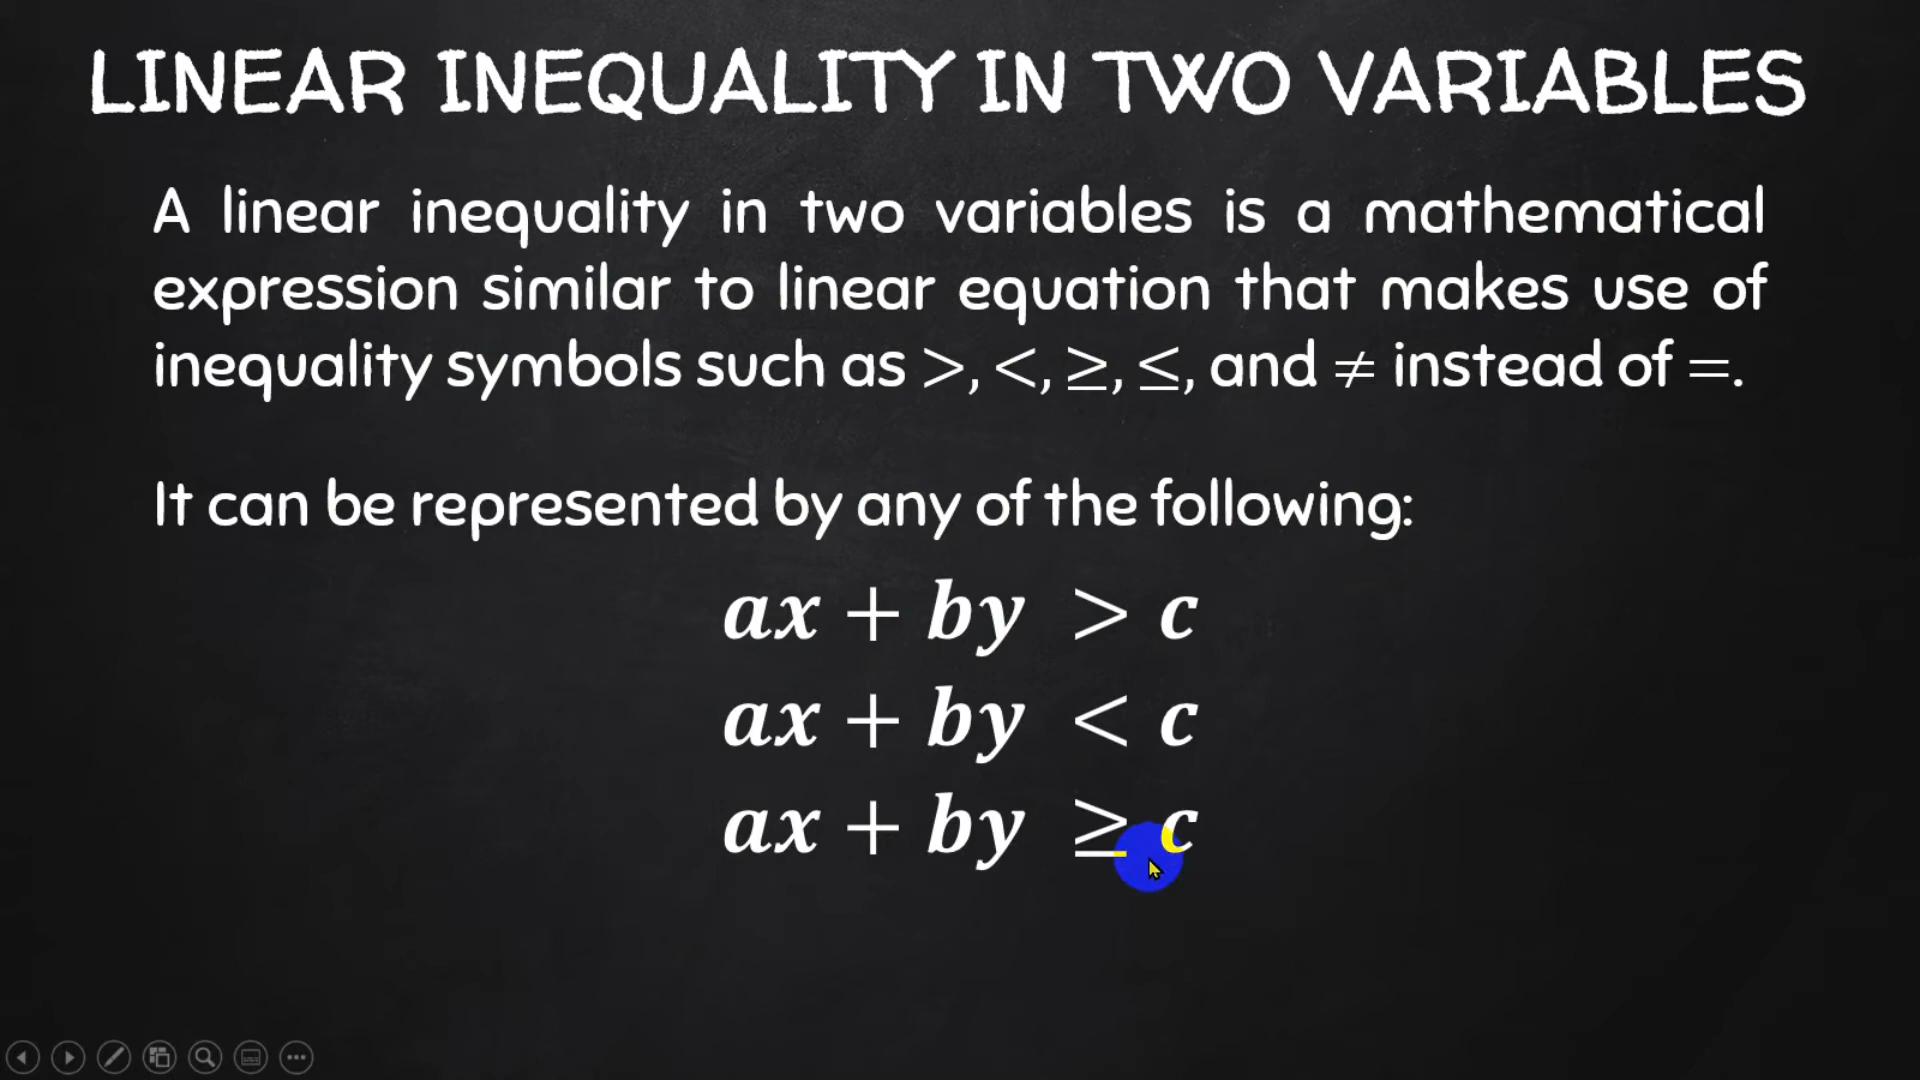 LINEAR INEQUALITY IN TWO VARIABLES
A linear inequality in two variables is a mathematical
expression similar to linear equation that makes use of
inequality symbols such as >, <, ≥, ≤, and ≠ instead of =.
It can be represented by any of the following:
ax + by > c
ax + by < c
ax + by ≥ c